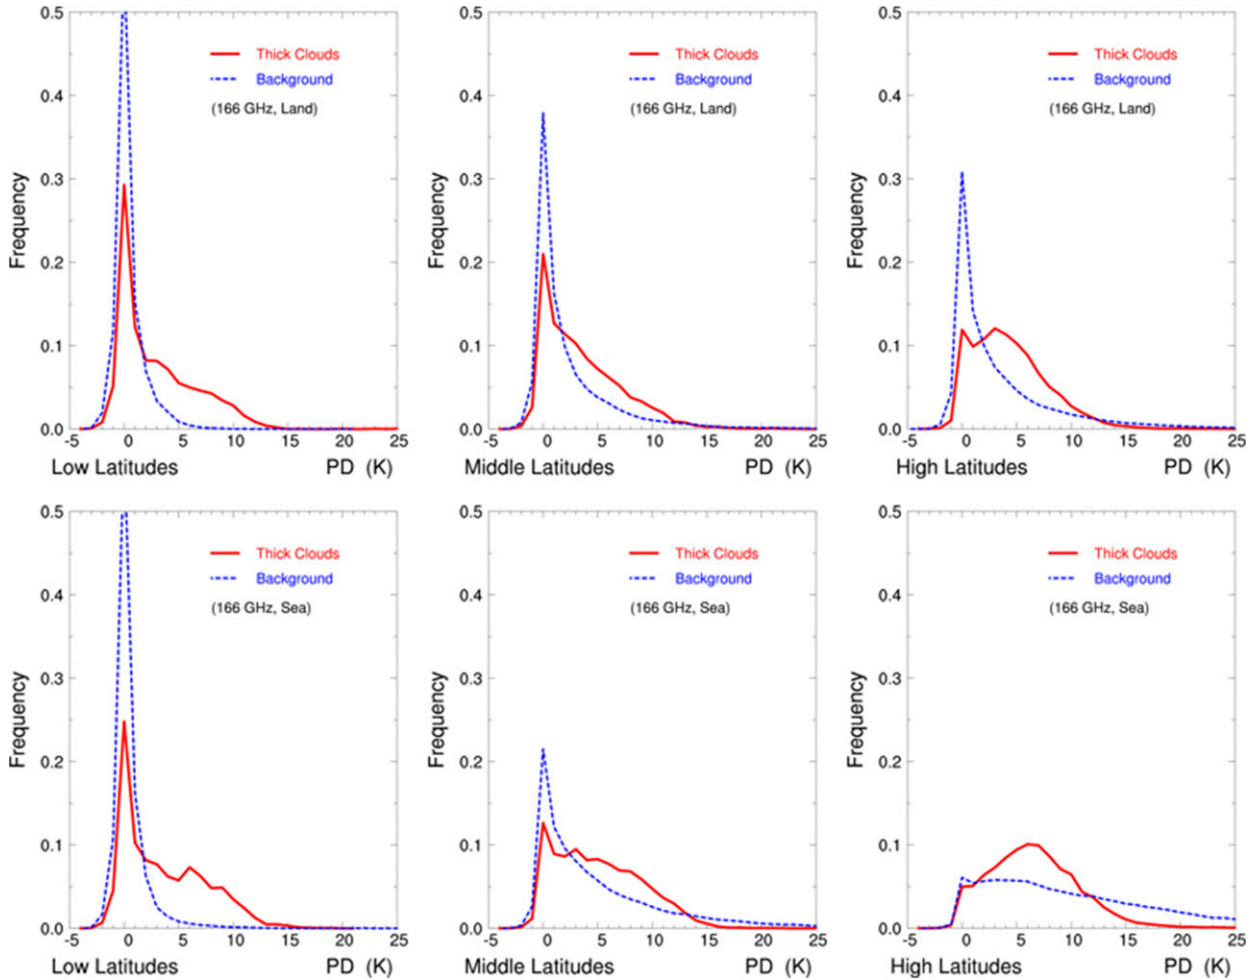 0.5
0.4
0.3
0.2
0.1
0.0
Frequency
Thick Clouds
Background
(166 GHz, Land)
-5 0 5 10 15 20 25
Low Latitudes PD (K)
0.5
0.4
0.3
0.2
0.1
0.0
Frequency
Thick Clouds
Background
(166 GHz, Land)
-5 0 5 10 15 20 25
Middle Latitudes PD (K)
0.5
0.4
0.3
0.2
0.1
0.0
Frequency
Thick Clouds
Background
(166 GHz, Land)
-5 0 5 10 15 20 25
High Latitudes PD (K)
0.5
0.4
0.3
0.2
0.1
0.0
Frequency
Thick Clouds
Background
(166 GHz, Sea)
-5 0 5 10 15 20 25
Low Latitudes PD (K)
0.5
0.4
0.3
0.2
0.1
0.0
Frequency
Thick Clouds
Background
(166 GHz, Sea)
-5 0 5 10 15 20 25
Middle Latitudes PD (K)
0.5
0.4
0.3
0.2
0.1
0.0
Frequency
Thick Clouds
Background
(166 GHz, Sea)
-5 0 5 10 15 20 25
High Latitudes PD (K)